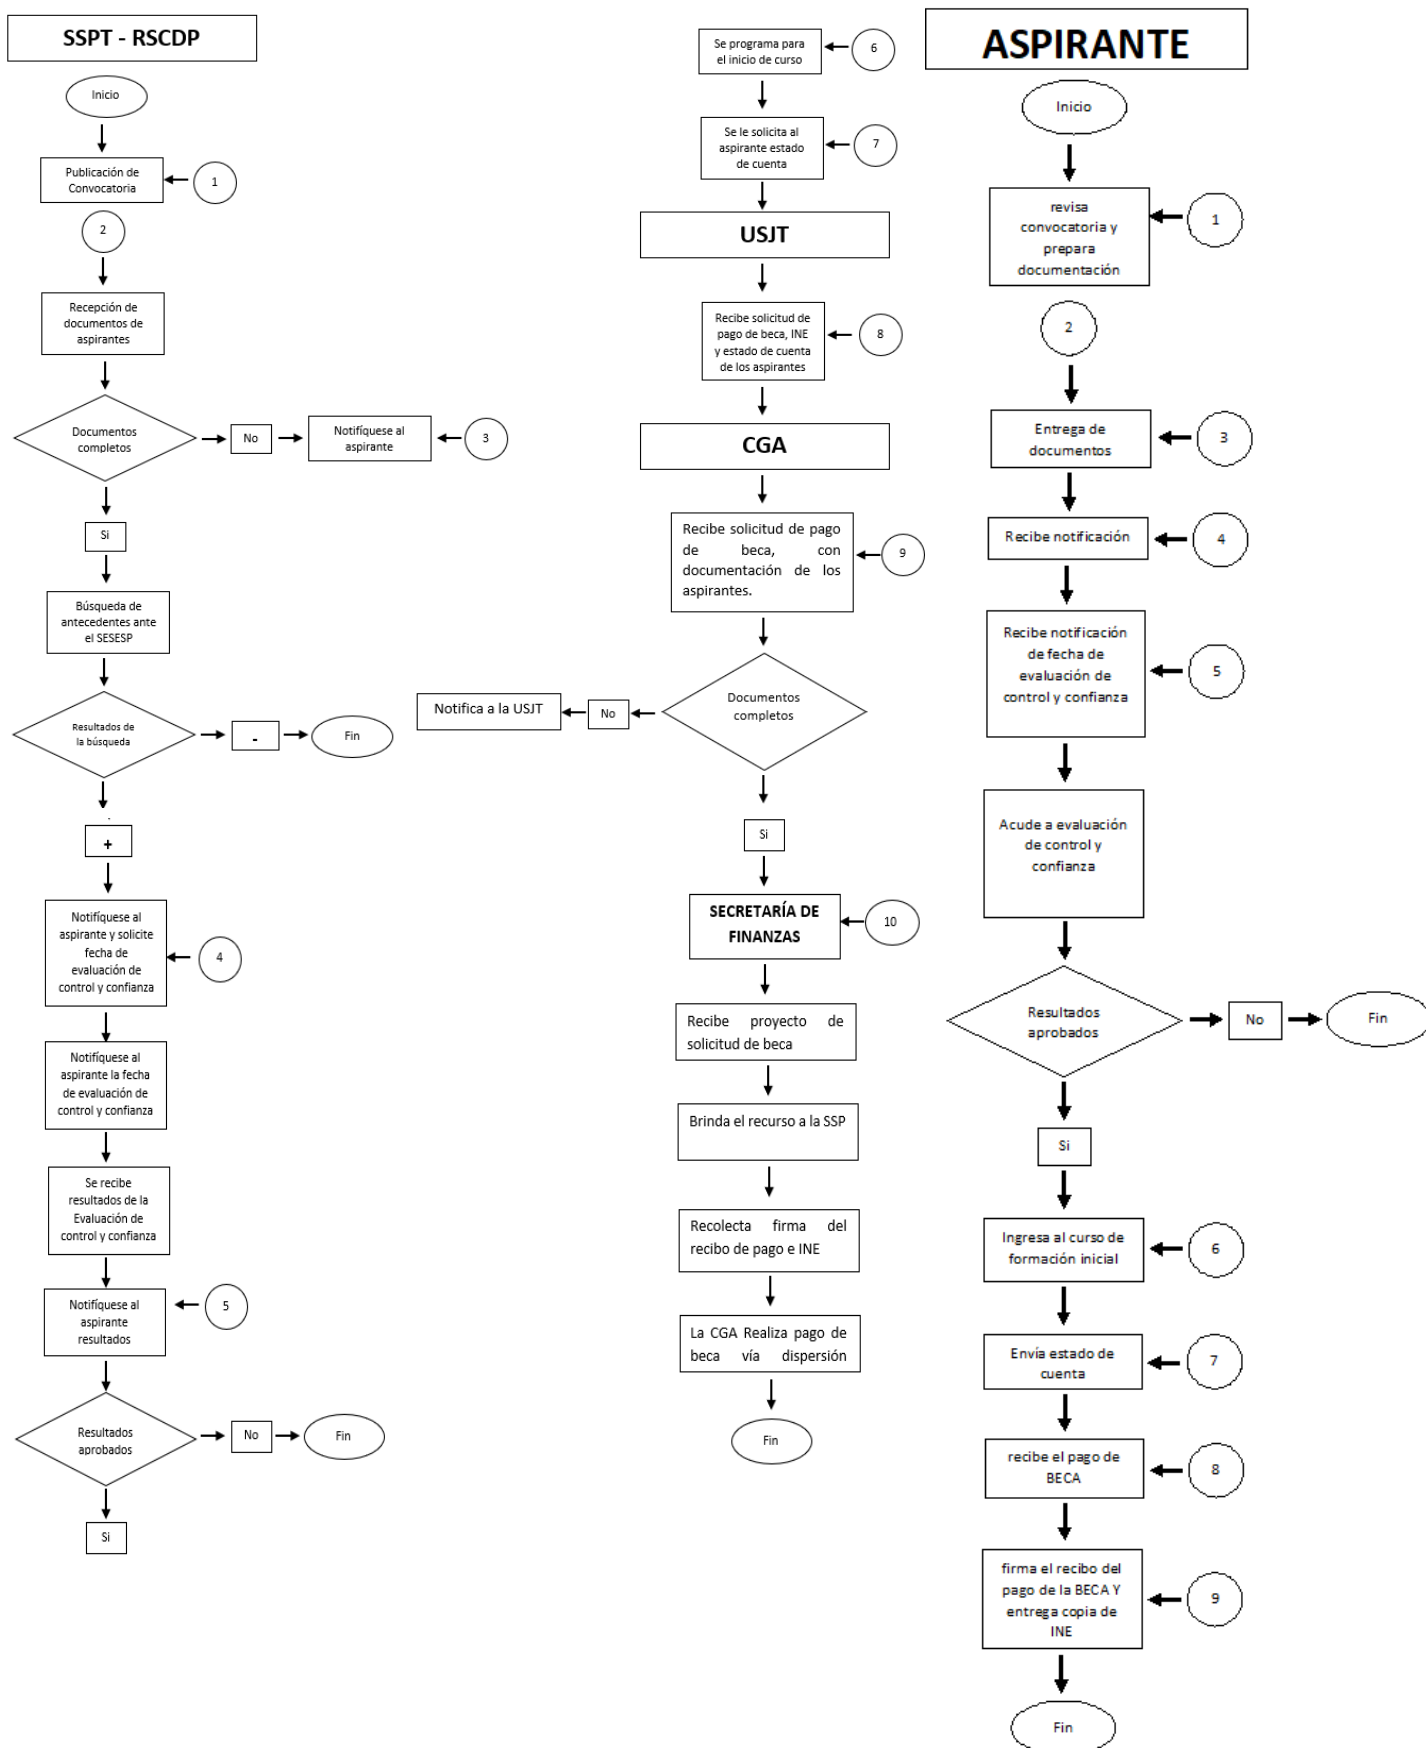 SSPT - RSCDP
Inicio
Publicación de
Convocatoria
1
2
Recepción de
documentos de
aspirantes
Documentos
completos
No
Notifíquese al
aspirante
3
Si
Búsqueda de
antecedentes ante
el SESESP
Resultados de
la búsqueda
-
Fin
+
Notifíquese al
aspirante y solicite
fecha de
evaluación de
control y confianza
4
Notifíquese al
aspirante la fecha
de evaluación de
control y confianza
Se recibe
resultados de la
Evaluación de
control y confianza
Notifíquese al
aspirante
resultados
5
Resultados
aprobados
No
Fin
Si
Se programa para
el inicio de curso
6
Se le solicita al
aspirante estado
de cuenta
7
USJT
Recibe solicitud de
pago de beca, INE
y estado de cuenta
de los aspirantes
8
CGA
Recibe solicitud de pago
de beca, con
documentación de los
aspirantes.
9
Documentos
completos
No
Notifica a la USJT
Si
SECRETARÍA DE
FINANZAS
10
Recibe proyecto de
solicitud de beca
Brinda el recurso a la SSP
Recolecta firma del
recibo de pago e INE
La CGA Realiza pago de
beca vía dispersión
Fin
ASPIRANTE
Inicio
revisa
convocatoria y
prepara
documentación
1
2
Entrega de
documentos
3
Recibe notificación
4
Recibe notificación
de fecha de
evaluación de
control y confianza
5
Acude a evaluación
de control y
confianza
Resultados
aprobados
No
Fin
Si
Ingresa al curso de
formación inicial
6
Envía estado de
cuenta
7
recibe el pago de
BECA
8
firma el recibo del
pago de la BECA Y
entrega copia de
INE
9
Fin